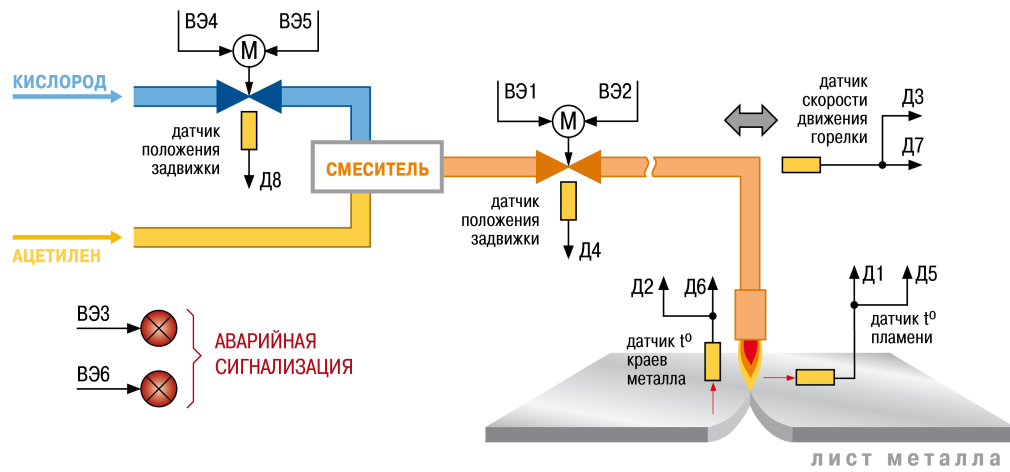 ВЭ4
ВЭ5
М
КИСЛОРОД
датчик
положения
задвижки
Д8
СМЕСИТЕЛЬ
АЦЕТИЛЕН
ВЭ1
ВЭ2
М
датчик
положения
задвижки
Д4
датчик
скорости
движения
горелки
Д3
Д7
Д2
Д6
датчик tº
краев
металла
Д1
Д5
датчик tº
пламени
ВЭ3
ВЭ6
АВАРИЙНАЯ
СИГНАЛИЗАЦИЯ
лист металла